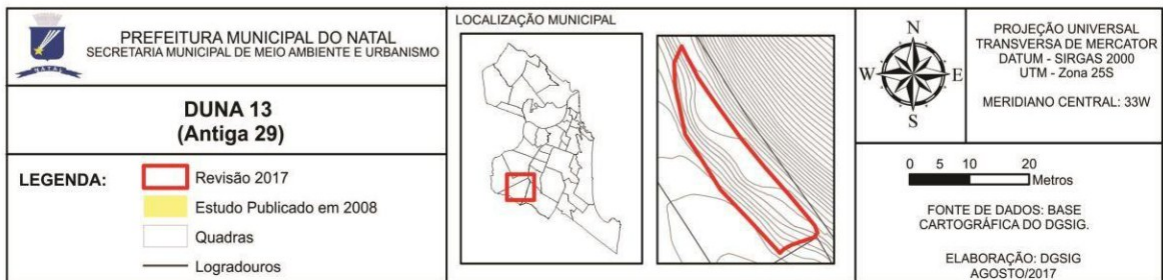 PREFEITURA MUNICIPAL DO NATAL
SECRETARIA MUNICIPAL DE MEIO AMBIENTE E URBANISMO
NATAL
DUNA 13
(Antiga 29)
LEGENDA:
Revisão 2017
Estudo Publicado em 2008
Quadras
Logradouros
LOCALIZAÇÃO MUNICIPAL
N
W E
S
PROJEÇÃO UNIVERSAL
TRANSVERSA DE MERCATOR
DATUM - SIRGAS 2000
UTM - Zona 25S
MERIDIANO CENTRAL: 33W
0 5 10 20
Metros
FONTE DE DADOS: BASE
CARTOGRÁFICA DO DGSIG.
ELABORAÇÃO: DGSIG
AGOSTO/2017